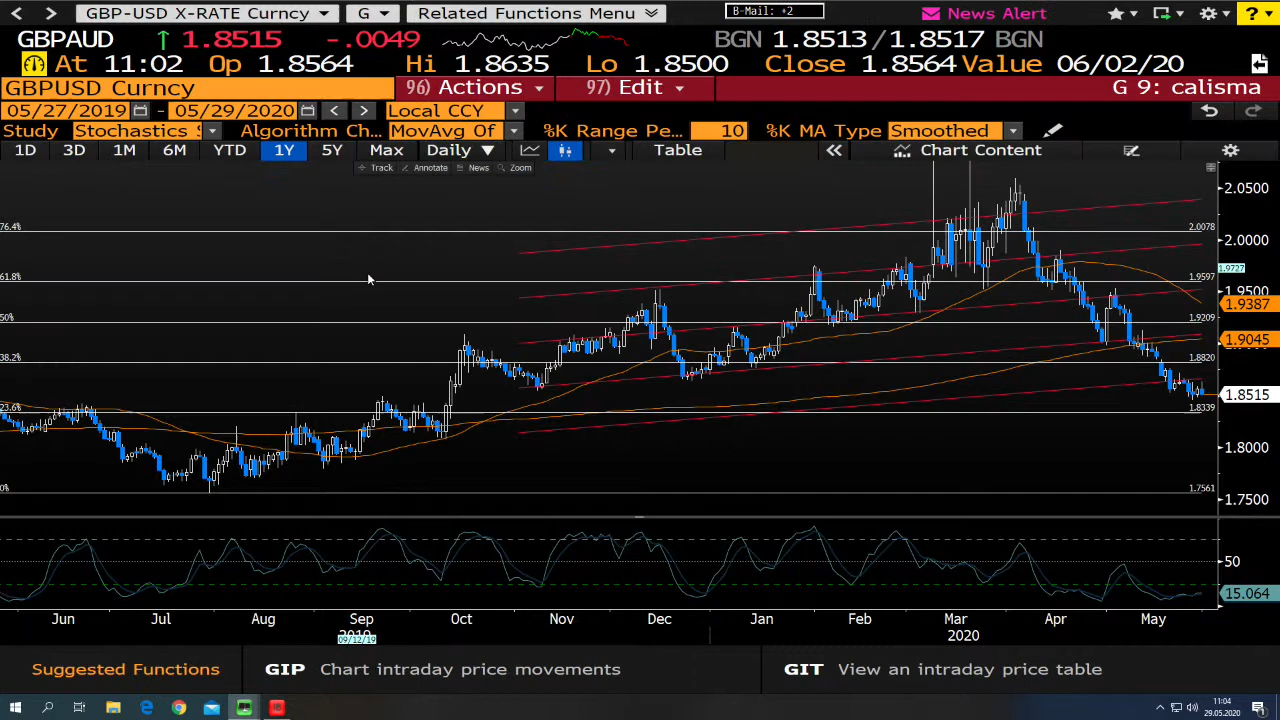 GBP-USD X-RATE Curncy G Related Functions Menu B-Mail: +2 News Alert ?
GBPAUD 1.8515 -.0049 BGN 1.8513/1.8517 BGN
At 11:02 Op 1.8564 Hi 1.8635 Lo 1.8500 Close 1.8564 Value 06/02/20
GBPUSD Curncy 96) Actions 97) Edit G 9: calisma
05/27/2019 - 05/29/2020 < > Local CCY
Study Stochastics S Algorithm Ch... MovAvg Of %K Range Pe... 10 %K MA Type Smoothed
1D 3D 1M 6M YTD 1Y 5Y Max Daily Table Chart Content
Track Annotate News Zoom
2.0500
76.4% 2.0078
2.0000
1.9727
61.8% 1.9597
1.9500
1.9387
50% 1.9209
1.9045
38.2% 1.8820
1.8515
23.6% 1.8339
1.8000
0% 1.7561
1.7500
50
15.064
Jun Jul Aug Sep Oct Nov Dec Jan Feb Mar Apr May
09/12/19 2020
Suggested Functions GIP Chart intraday price movements GIT View an intraday price table
11:04
29.05.2020
1